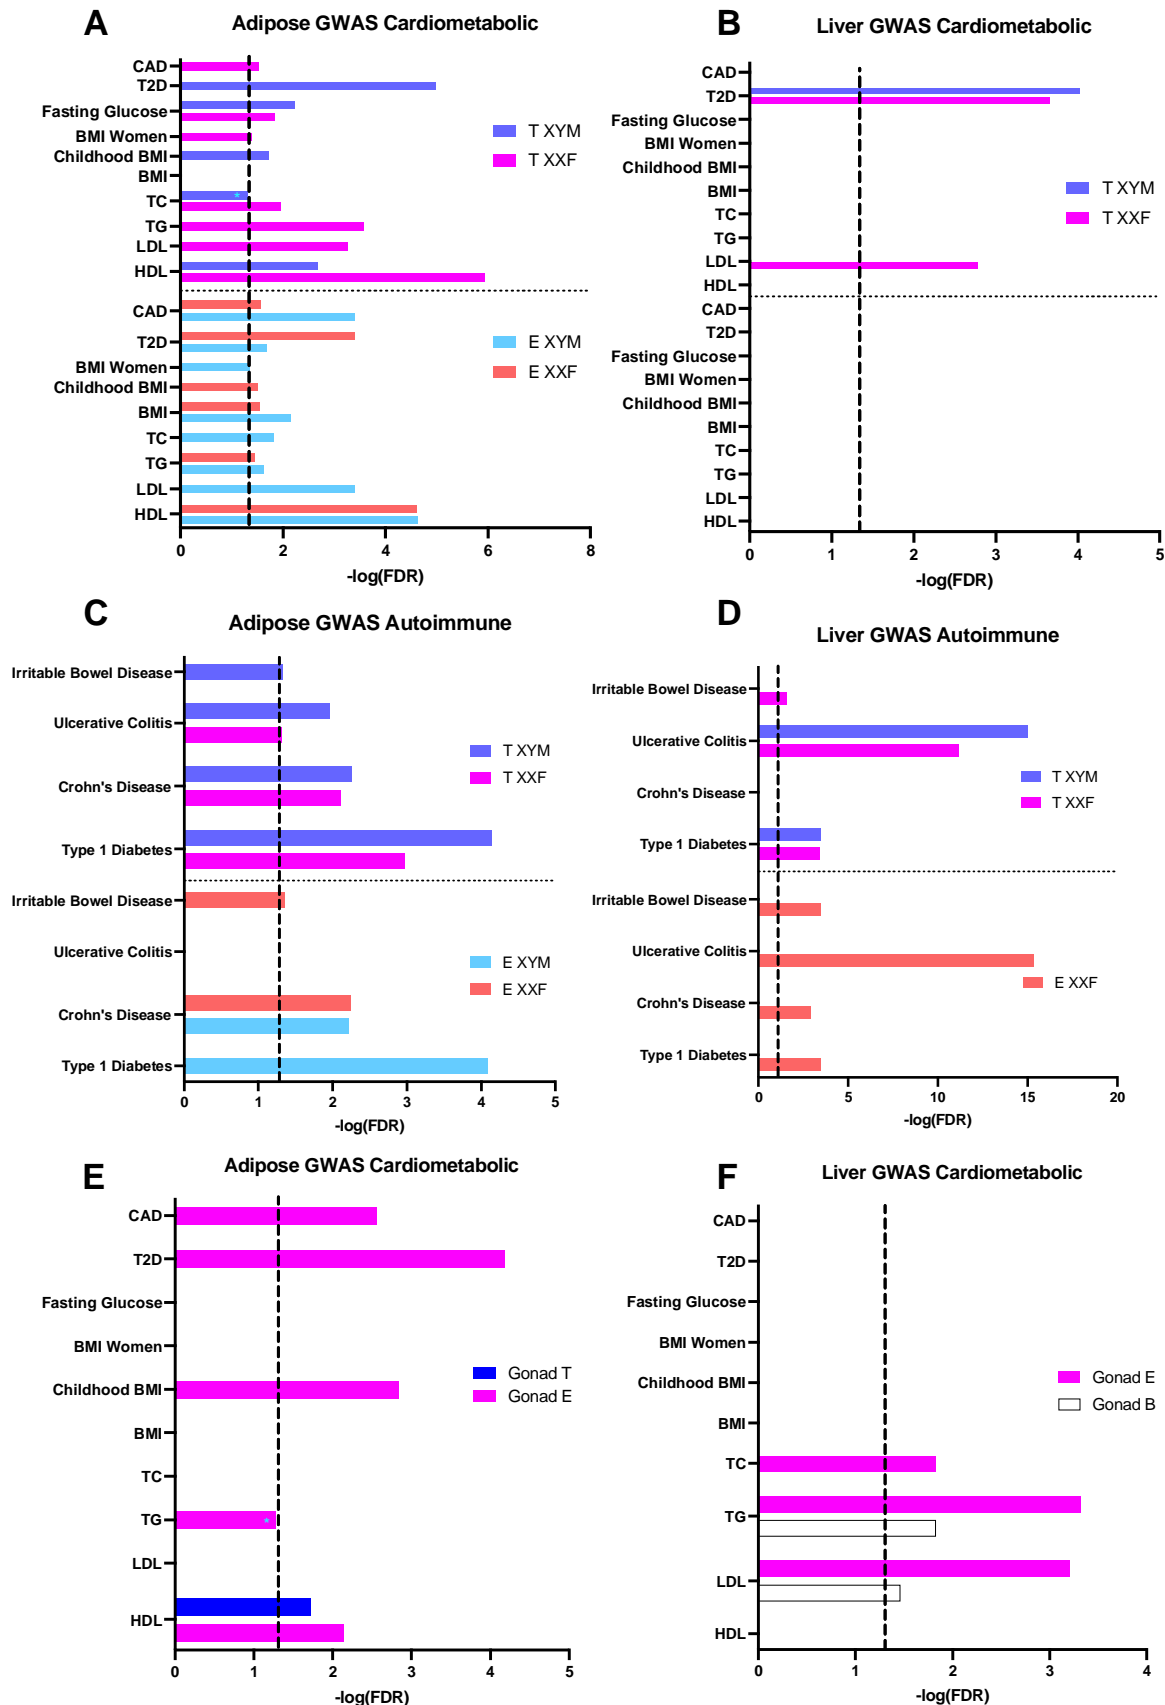 A
Adipose GWAS Cardiometabolic
CAD
T2D
Fasting Glucose
BMI Women
Childhood BMI
BMI
TC
*
TG
LDL
HDL
T XYM
T XXF
CAD
T2D
BMI Women
Childhood BMI
BMI
TC
TG
LDL
HDL
E XYM
E XXF
0 2 4 6 8
-log(FDR)
B
Liver GWAS Cardiometabolic
CAD
T2D
Fasting Glucose
BMI Women
Childhood BMI
BMI
TC
TG
LDL
HDL
T XYM
T XXF
CAD
T2D
Fasting Glucose
BMI Women
Childhood BMI
BMI
TC
TG
LDL
HDL
0 1 2 3 4 5
-log(FDR)
C
Adipose GWAS Autoimmune
Irritable Bowel Disease
Ulcerative Colitis
Crohn's Disease
Type 1 Diabetes
T XYM
T XXF
Irritable Bowel Disease
Ulcerative Colitis
Crohn's Disease
Type 1 Diabetes
E XYM
E XXF
0 1 2 3 4 5
-log(FDR)
D
Liver GWAS Autoimmune
Irritable Bowel Disease
Ulcerative Colitis
Crohn's Disease
Type 1 Diabetes
T XYM
T XXF
Irritable Bowel Disease
Ulcerative Colitis
Crohn's Disease
Type 1 Diabetes
E XXF
0 5 10 15 20
-log(FDR)
E
Adipose GWAS Cardiometabolic
CAD
T2D
Fasting Glucose
BMI Women
Childhood BMI
BMI
TC
TG
*
LDL
HDL
Gonad T
Gonad E
0 1 2 3 4 5
-log(FDR)
F
Liver GWAS Cardiometabolic
CAD
T2D
Fasting Glucose
BMI Women
Childhood BMI
BMI
TC
TG
LDL
HDL
Gonad E
Gonad B
0 1 2 3 4
-log(FDR)